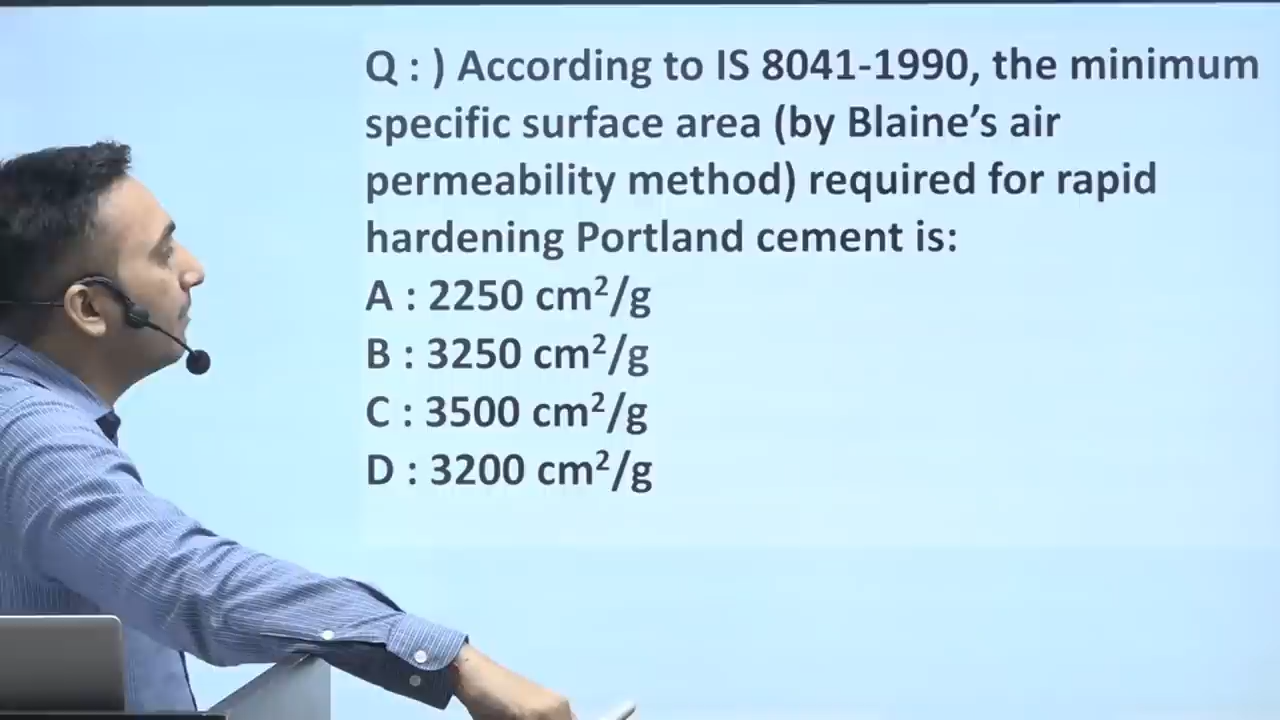 Q : ) According to IS 8041-1990, the minimum
specific surface area (by Blaine’s air
permeability method) required for rapid
hardening Portland cement is:
A : 2250 cm²/g
B : 3250 cm²/g
C : 3500 cm²/g
D : 3200 cm²/g